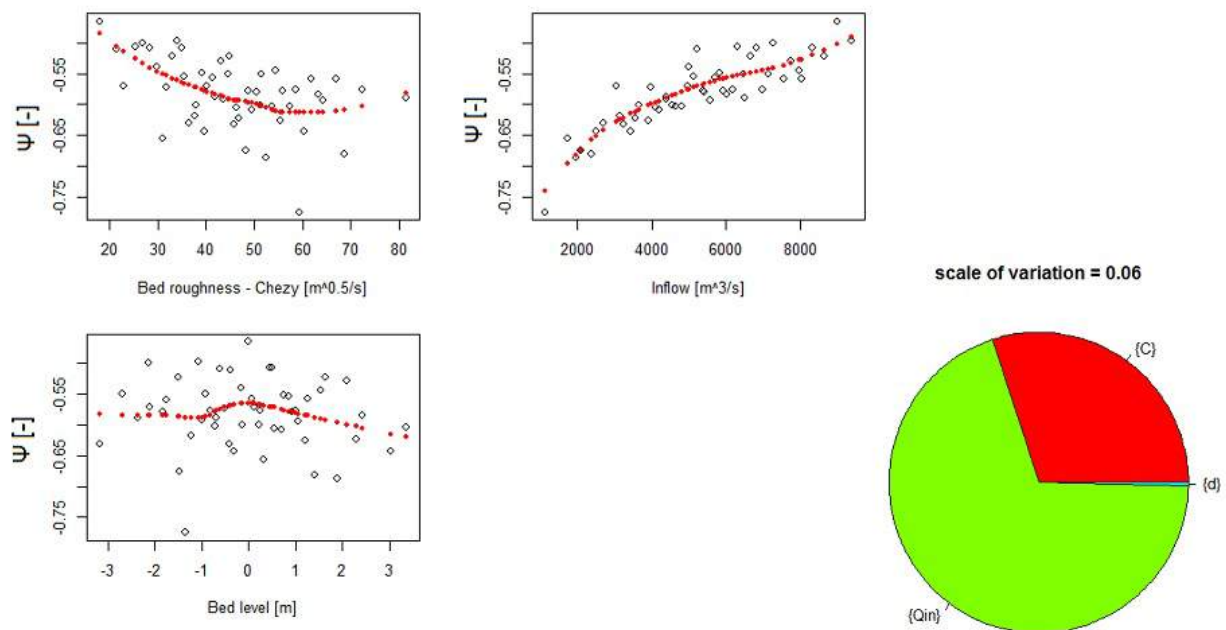 Ψ [-]
-0.55
-0.65
-0.75
20 30 40 50 60 70 80
Bed roughness - Chezy [m^0.5/s]
Ψ [-]
-0.55
-0.65
-0.75
2000 4000 6000 8000
Inflow [m^3/s]
Ψ [-]
-0.55
-0.65
-0.75
-3 -2 -1 0 1 2 3
Bed level [m]
scale of variation = 0.06
{C}
{d}
{Qin}